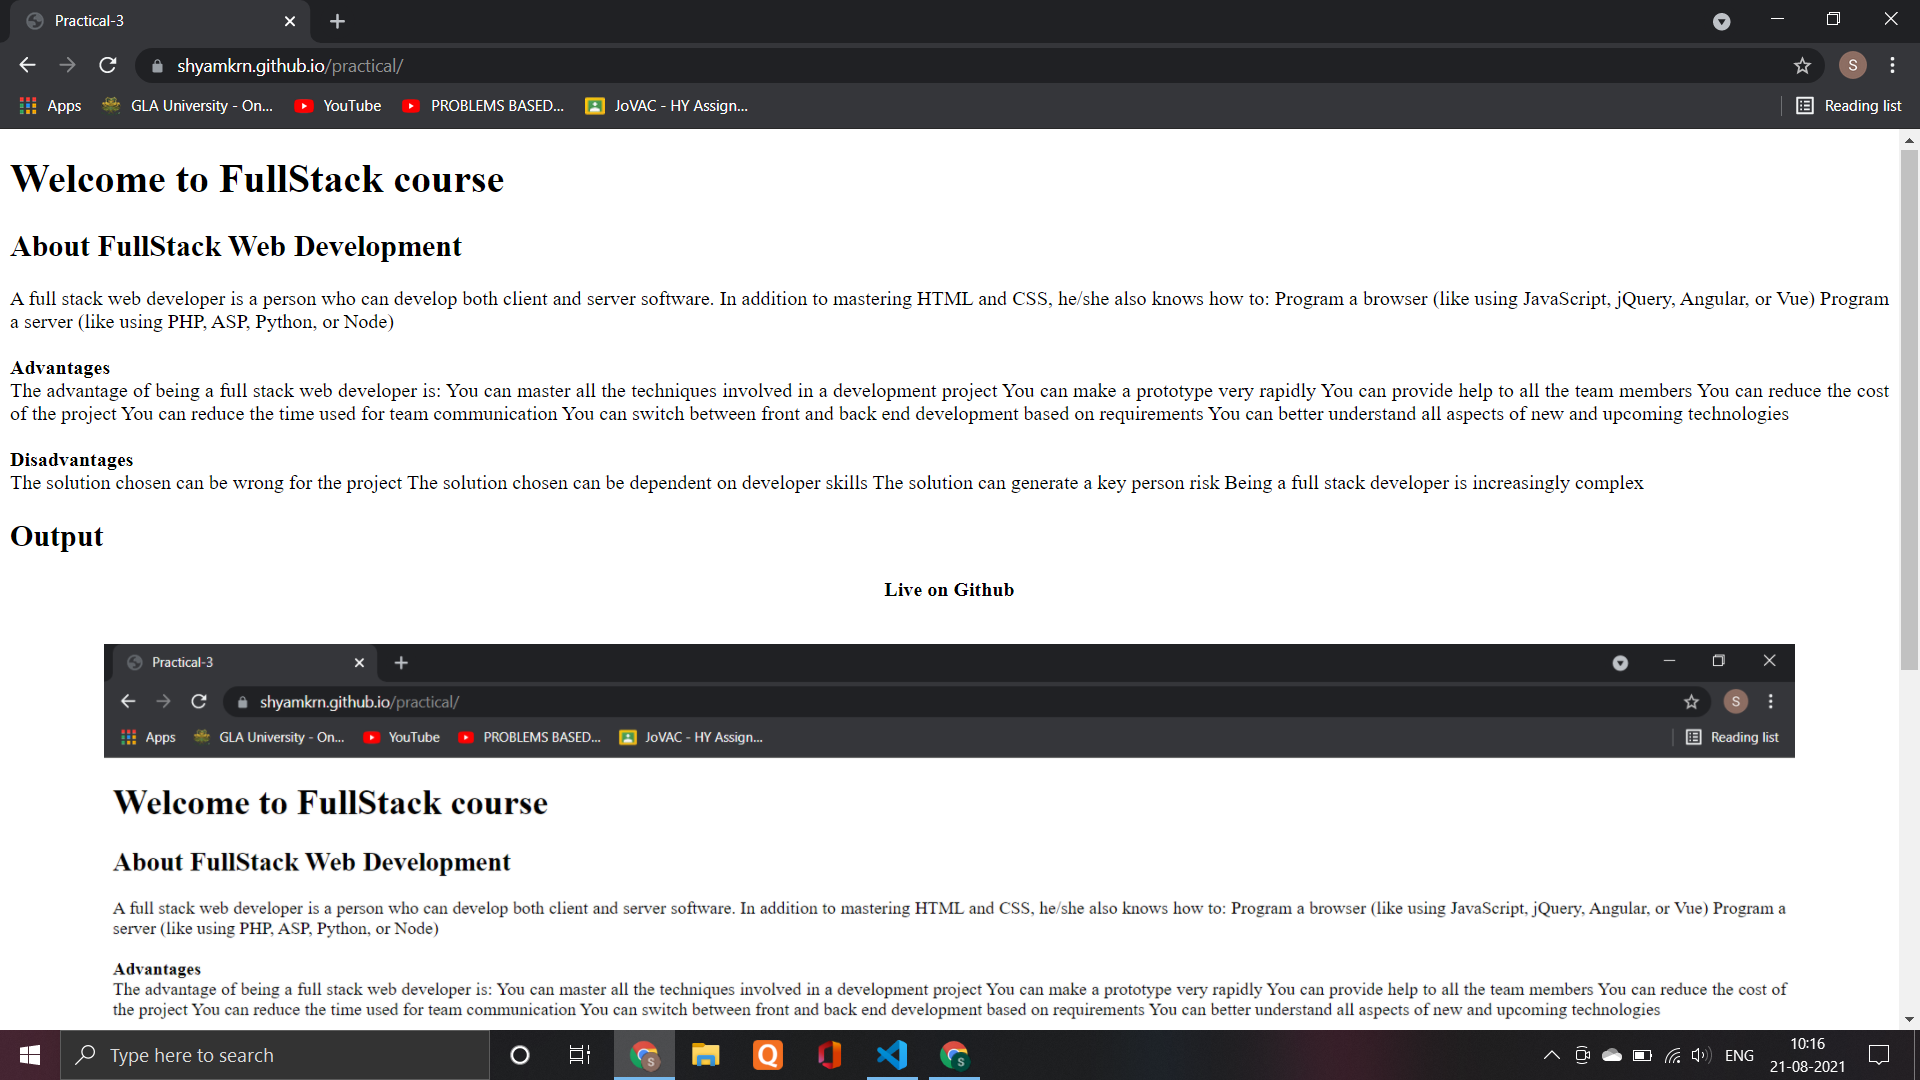 Practical-3
shyamkrn.github.io/practical/
S
Apps
GLA University - On...
YouTube
PROBLEMS BASED...
JoVAC - HY Assign...
Reading list
Welcome to FullStack course
About FullStack Web Development
A full stack web developer is a person who can develop both client and server software. In addition to mastering HTML and CSS, he/she also knows how to: Program a browser (like using JavaScript, jQuery, Angular, or Vue) Program
a server (like using PHP, ASP, Python, or Node)
Advantages
The advantage of being a full stack web developer is: You can master all the techniques involved in a development project You can make a prototype very rapidly You can provide help to all the team members You can reduce the cost
of the project You can reduce the time used for team communication You can switch between front and back end development based on requirements You can better understand all aspects of new and upcoming technologies
Disadvantages
The solution chosen can be wrong for the project The solution chosen can be dependent on developer skills The solution can generate a key person risk Being a full stack developer is increasingly complex
Output
Live on Github
Practical-3
shyamkrn.github.io/practical/
S
Apps
GLA University - On...
YouTube
PROBLEMS BASED...
JoVAC - HY Assign...
Reading list
Welcome to FullStack course
About FullStack Web Development
A full stack web developer is a person who can develop both client and server software. In addition to mastering HTML and CSS, he/she also knows how to: Program a browser (like using JavaScript, jQuery, Angular, or Vue) Program a
server (like using PHP, ASP, Python, or Node)
Advantages
The advantage of being a full stack web developer is: You can master all the techniques involved in a development project You can make a prototype very rapidly You can provide help to all the team members You can reduce the cost of
the project You can reduce the time used for team communication You can switch between front and back end development based on requirements You can better understand all aspects of new and upcoming technologies
Type here to search
S
Q
S
ENG
10:16
21-08-2021